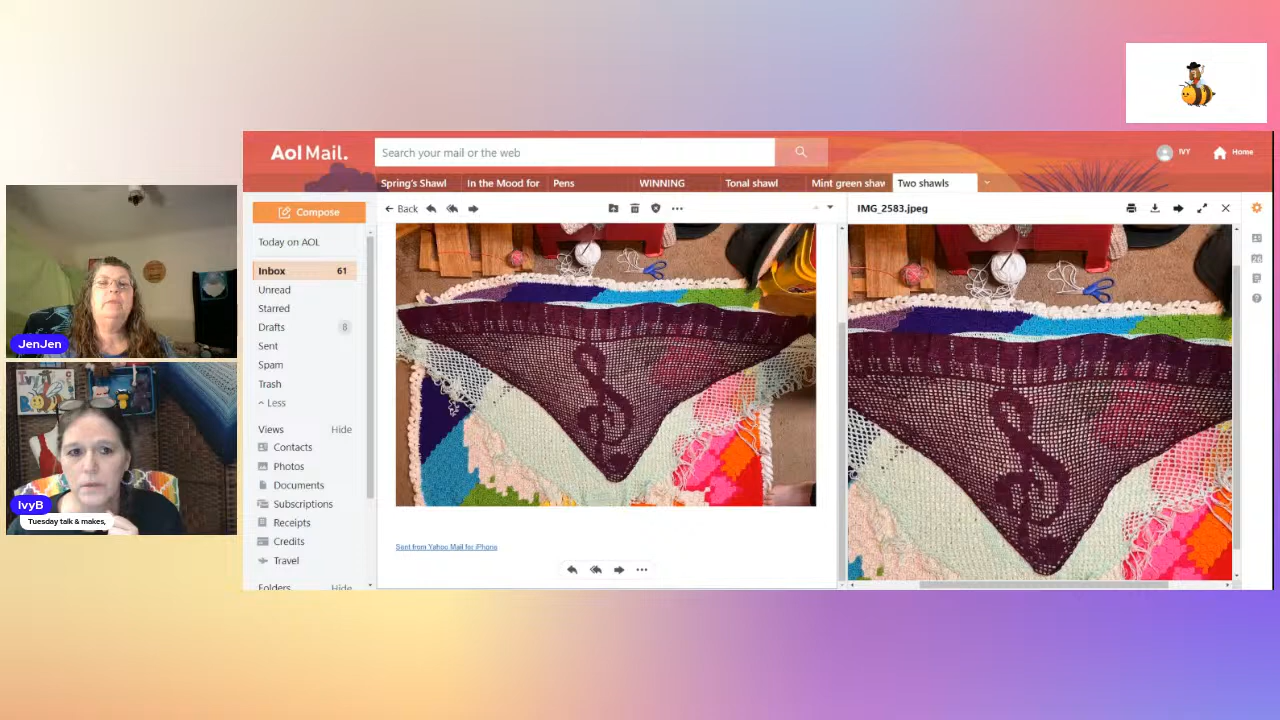 Aol Mail.
Search your mail or the web
IVY
Home
Spring's Shawl
In the Mood for
Pens
WINNING
Tonal shawl
Mint green shaw
Two shawls
Compose
Back
IMG_2583.jpeg
Today on AOL
Inbox 61
Unread
Starred
Drafts 8
Sent
Spam
Trash
Less
Views Hide
Contacts
Photos
Documents
Subscriptions
Receipts
Credits
Travel
Folders Hide
Sent from Yahoo Mail for iPhone
JenJen
IvyB
Tuesday talk & makes,